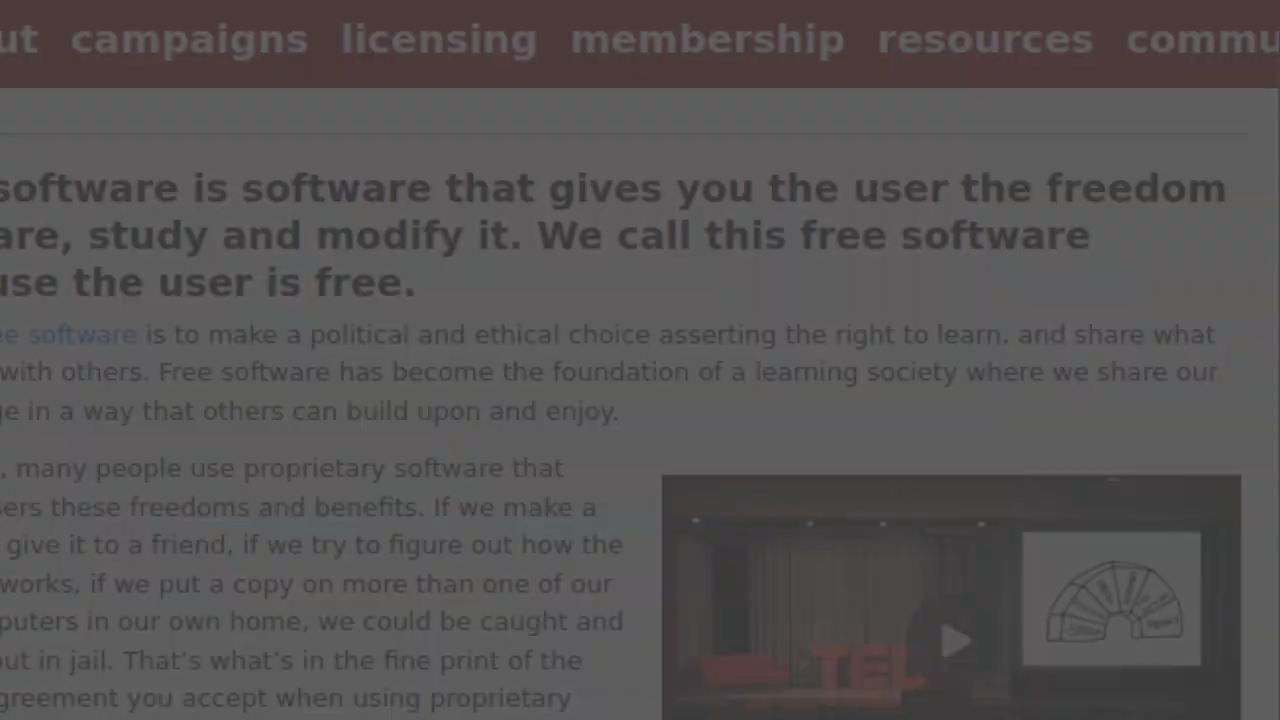 ut campaigns licensing membership resources commu
software is software that gives you the user the freedom
are, study and modify it. We call this free software
use the user is free.
ee software is to make a political and ethical choice asserting the right to learn, and share what
with others. Free software has become the foundation of a learning society where we share our
ge in a way that others can build upon and enjoy.
, many people use proprietary software that
sers these freedoms and benefits. If we make a
give it to a friend, if we try to figure out how the
works, if we put a copy on more than one of our
puters in our own home, we could be caught and
out in jail. That's what's in the fine print of the
greement you accept when using proprietary
TEL